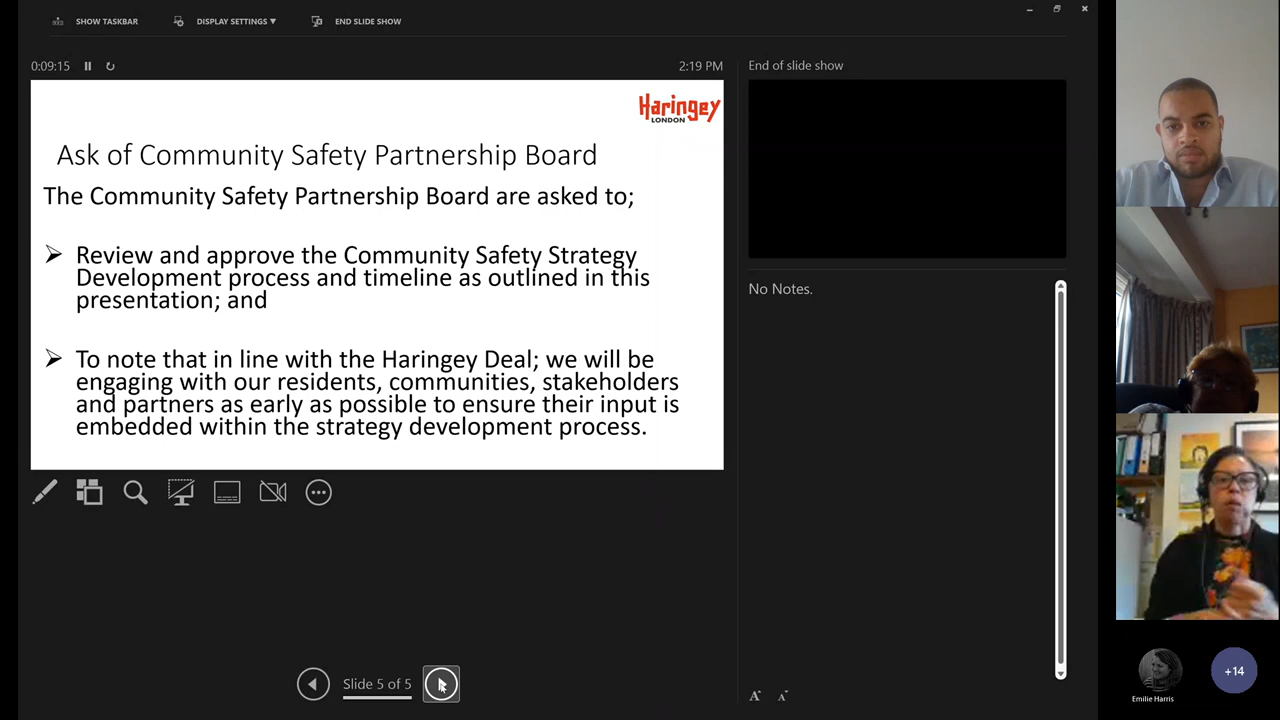 SHOW TASKBAR
DISPLAY SETTINGS ▼
END SLIDE SHOW
0:09:15
2:19 PM
Haringey
LONDON
Ask of Community Safety Partnership Board
The Community Safety Partnership Board are asked to;
➢ Review and approve the Community Safety Strategy
Development process and timeline as outlined in this
presentation; and
➢ To note that in line with the Haringey Deal; we will be
engaging with our residents, communities, stakeholders
and partners as early as possible to ensure their input is
embedded within the strategy development process.
Slide 5 of 5
End of slide show
No Notes.
A A
Emilie Harris
+14